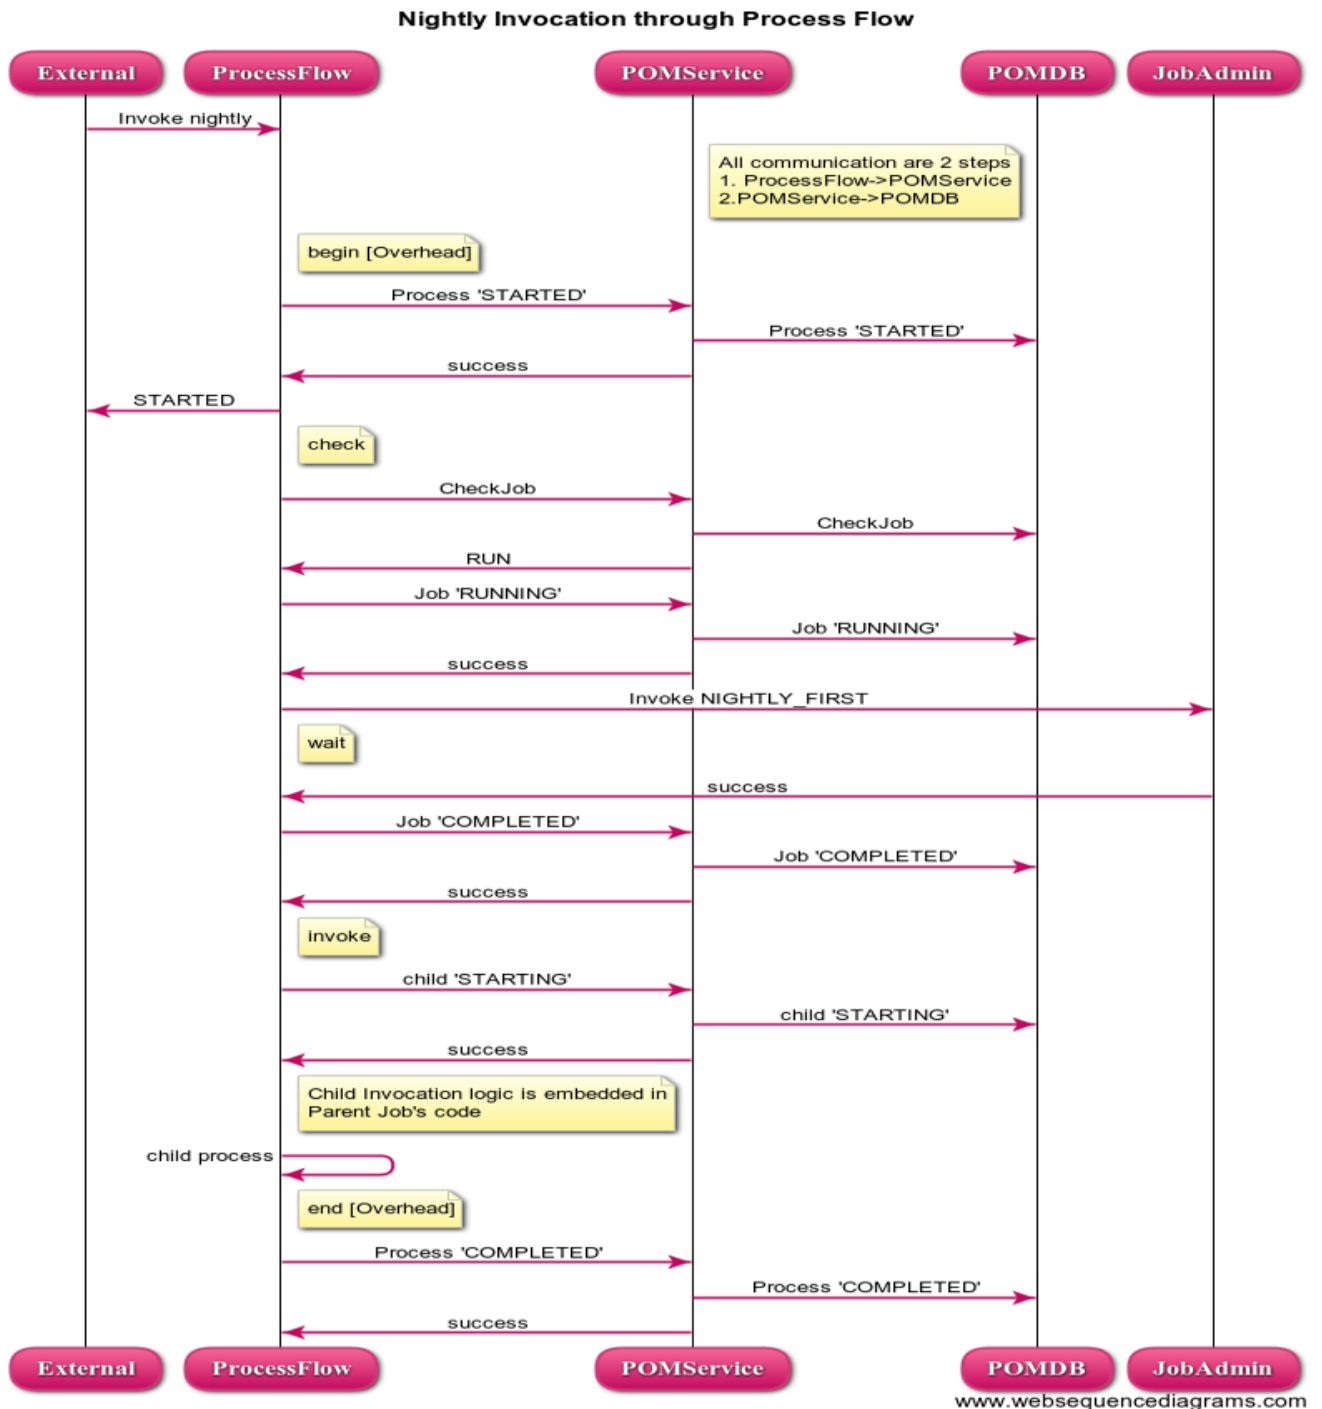 Nightly Invocation through Process Flow
External
ProcessFlow
POMService
POMDB
JobAdmin
Invoke nightly
All communication are 2 steps
1. ProcessFlow->POMService
2.POMService->POMDB
begin [Overhead]
Process 'STARTED'
Process 'STARTED'
success
STARTED
check
CheckJob
CheckJob
RUN
Job 'RUNNING'
Job 'RUNNING'
success
Invoke NIGHTLY_FIRST
wait
success
Job 'COMPLETED'
Job 'COMPLETED'
success
invoke
child 'STARTING'
child 'STARTING'
success
Child Invocation logic is embedded in
Parent Job's code
child process
end [Overhead]
Process 'COMPLETED'
Process 'COMPLETED'
success
External
ProcessFlow
POMService
POMDB
JobAdmin
www.websequencediagrams.com